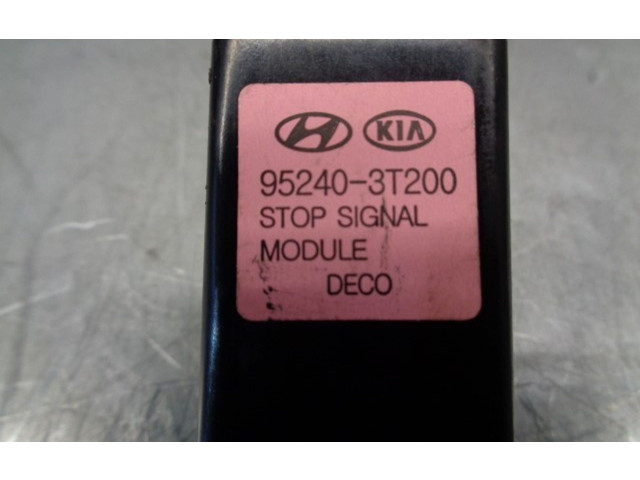 KIA
95240-3T200
STOP SIGNAL
MODULE
DECO